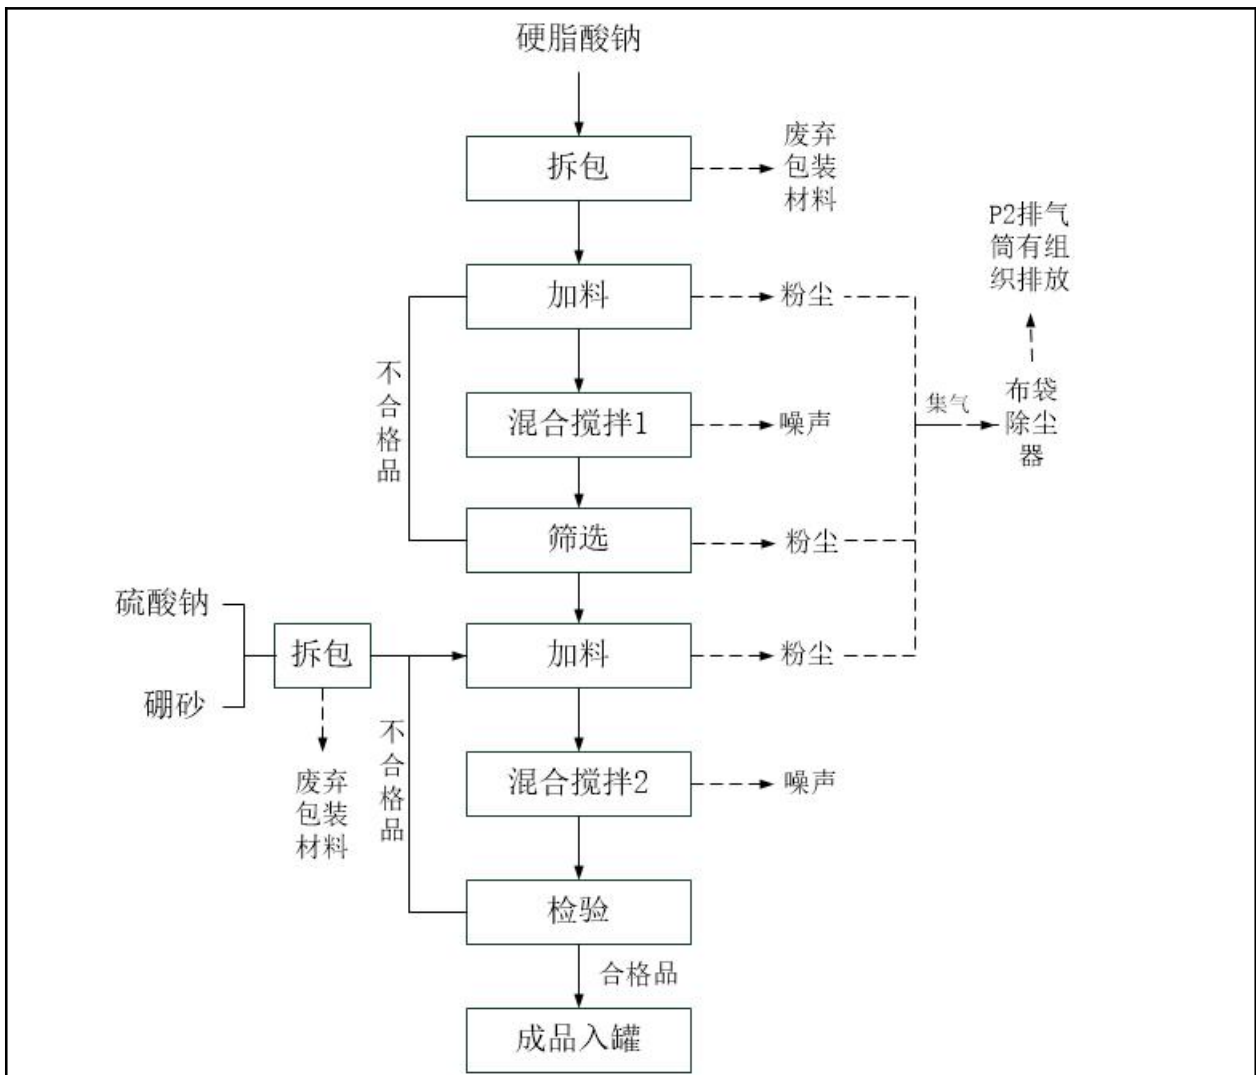 硬脂酸钠
拆包
废弃
包装
材料
P2排气
筒有组
织排放
加料
粉尘
不
合
格
品
混合搅拌1
噪声
集气
布袋
除尘
器
筛选
粉尘
硫酸钠
硼砂
拆包
加料
粉尘
废弃
包装
材料
不
合
格
品
混合搅拌2
噪声
检验
合格品
成品入罐